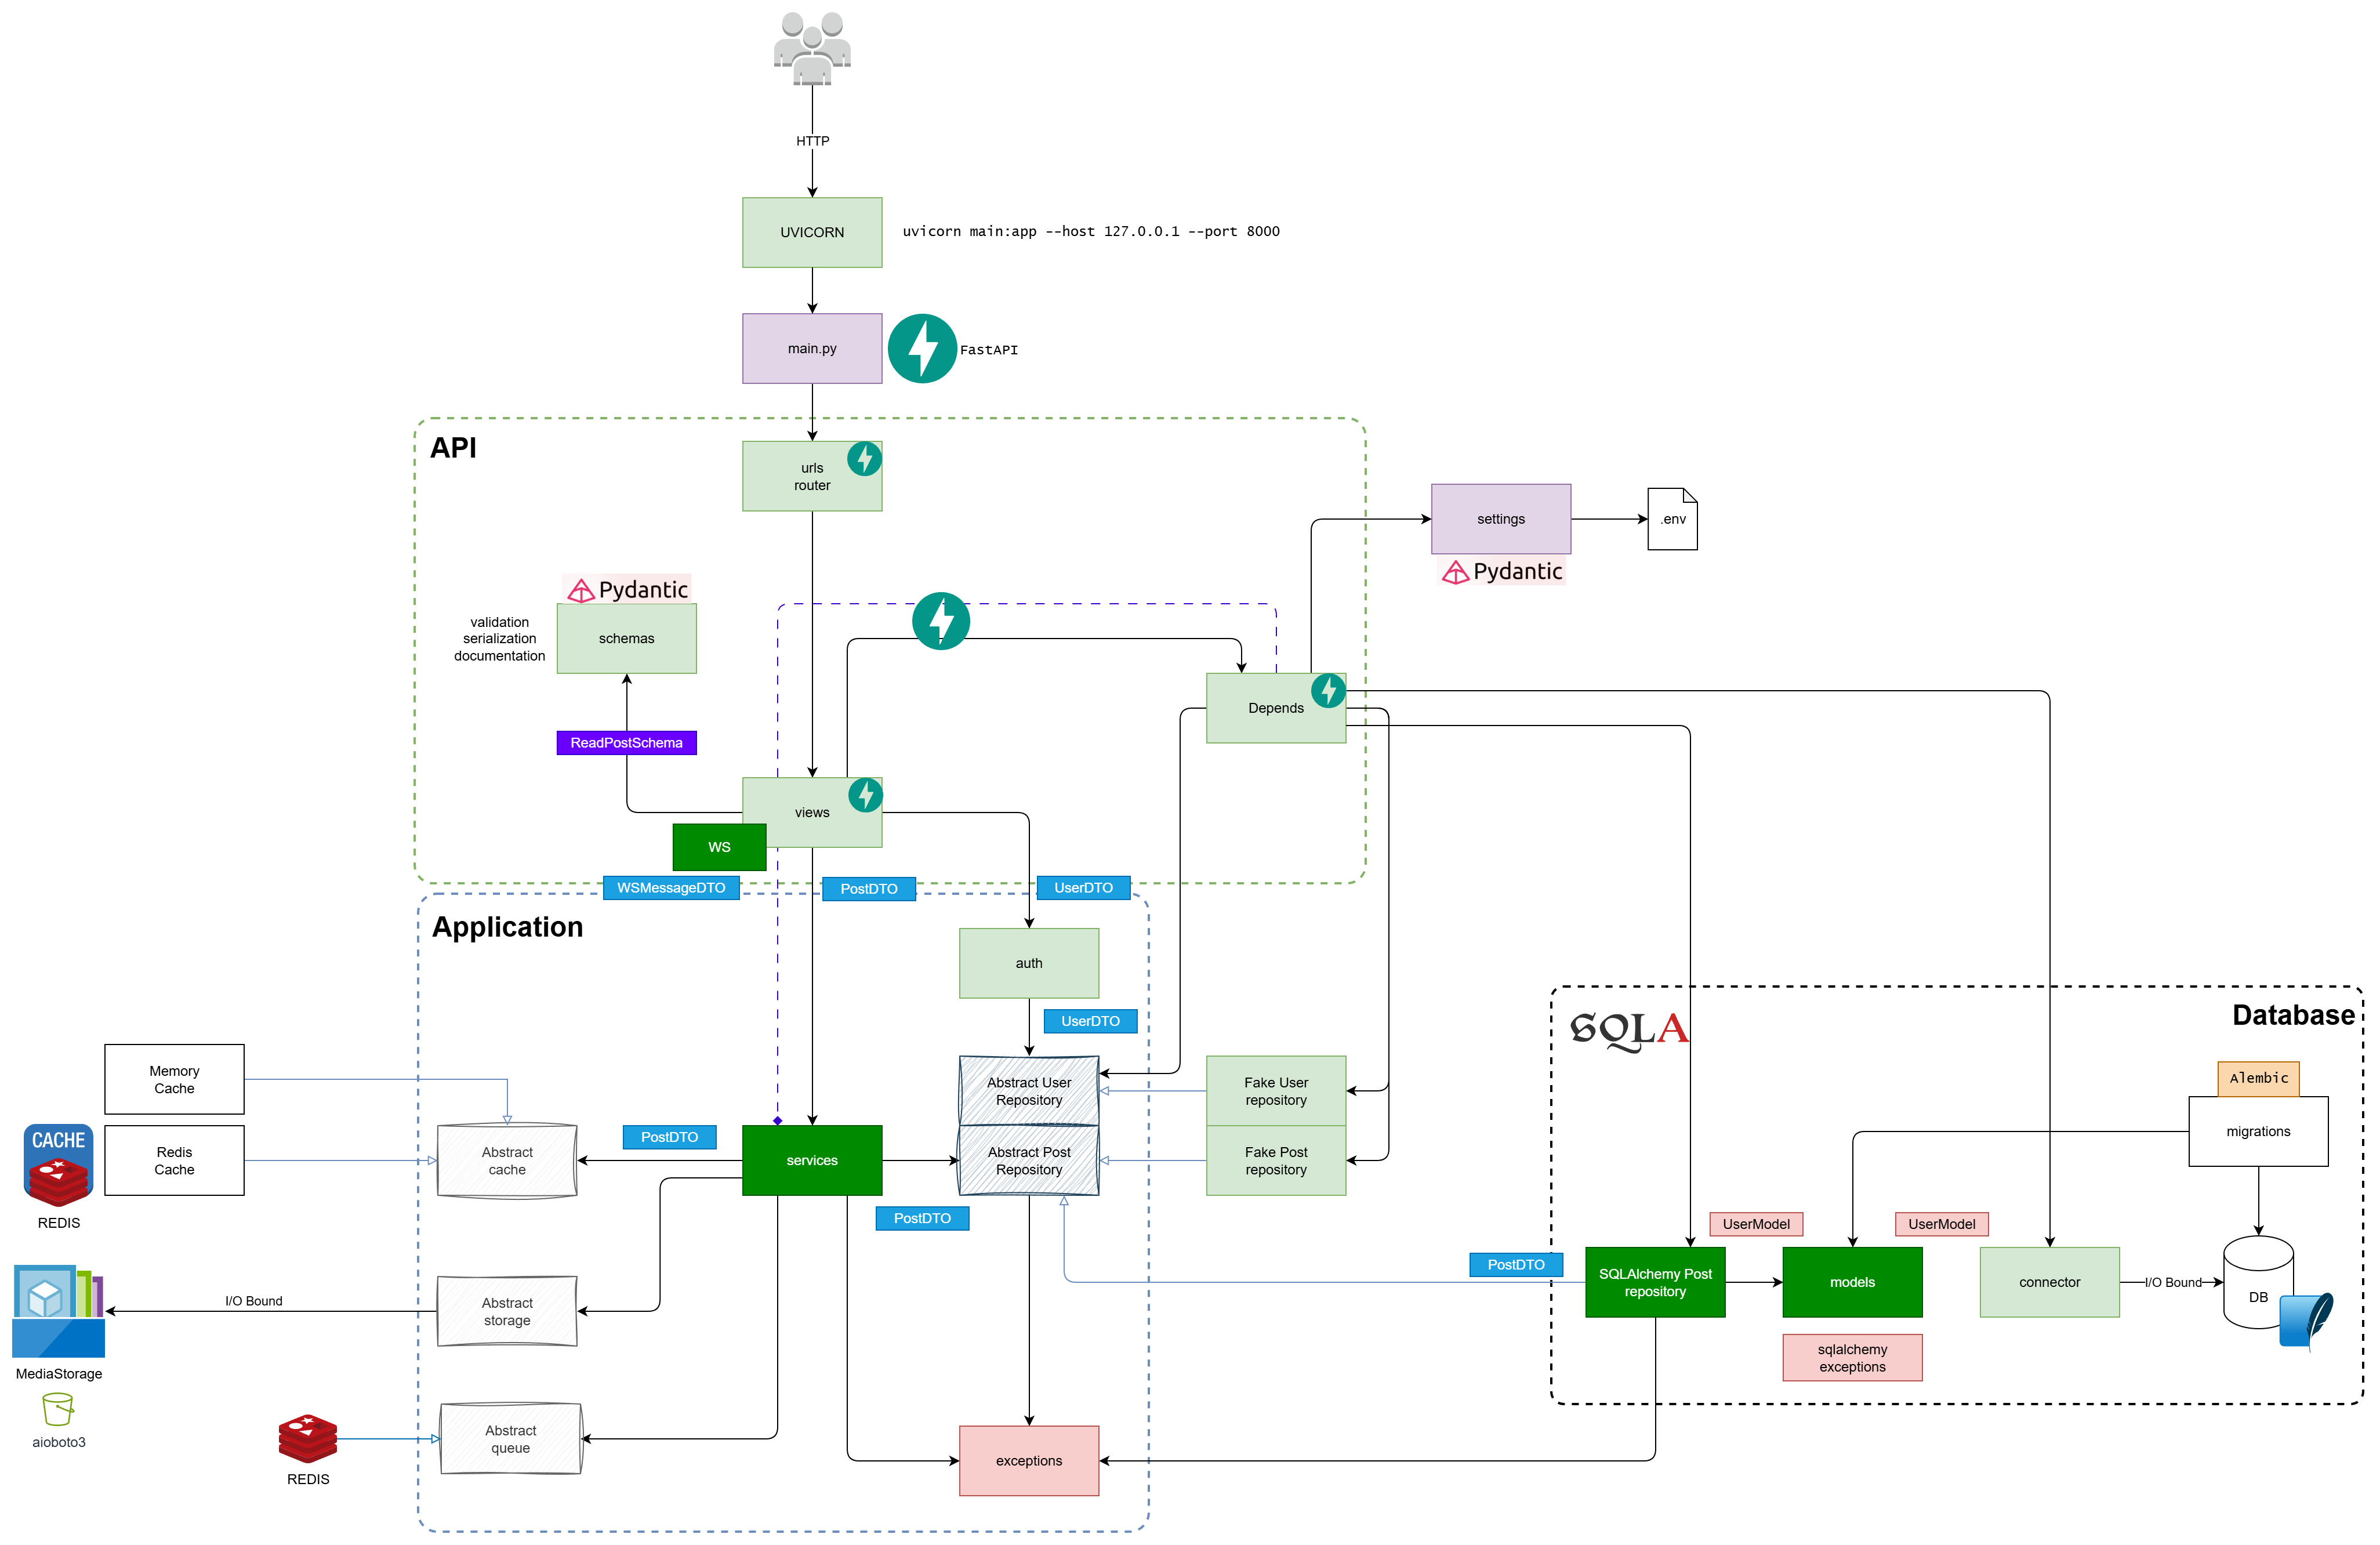 HTTP
UVICORN
uvicorn main:app --host 127.0.0.1 --port 8000
main.py
FastAPI
API
urls
router
settings
.env
Pydantic
Pydantic
validation
serialization
documentation
schemas
Depends
ReadPostSchema
views
WS
WSMessageDTO
PostDTO
UserDTO
Application
auth
UserDTO
SQLA
Database
Memory
Cache
Abstract User
Repository
Fake User
repository
Alembic
migrations
CACHE
REDIS
Redis
Cache
Abstract
cache
PostDTO
services
Abstract Post
Repository
Fake Post
repository
PostDTO
UserModel
UserModel
PostDTO
SQLAlchemy Post
repository
models
connector
I/O Bound
DB
I/O Bound
Abstract
storage
MediaStorage
sqlalchemy
exceptions
aioboto3
REDIS
Abstract
queue
exceptions